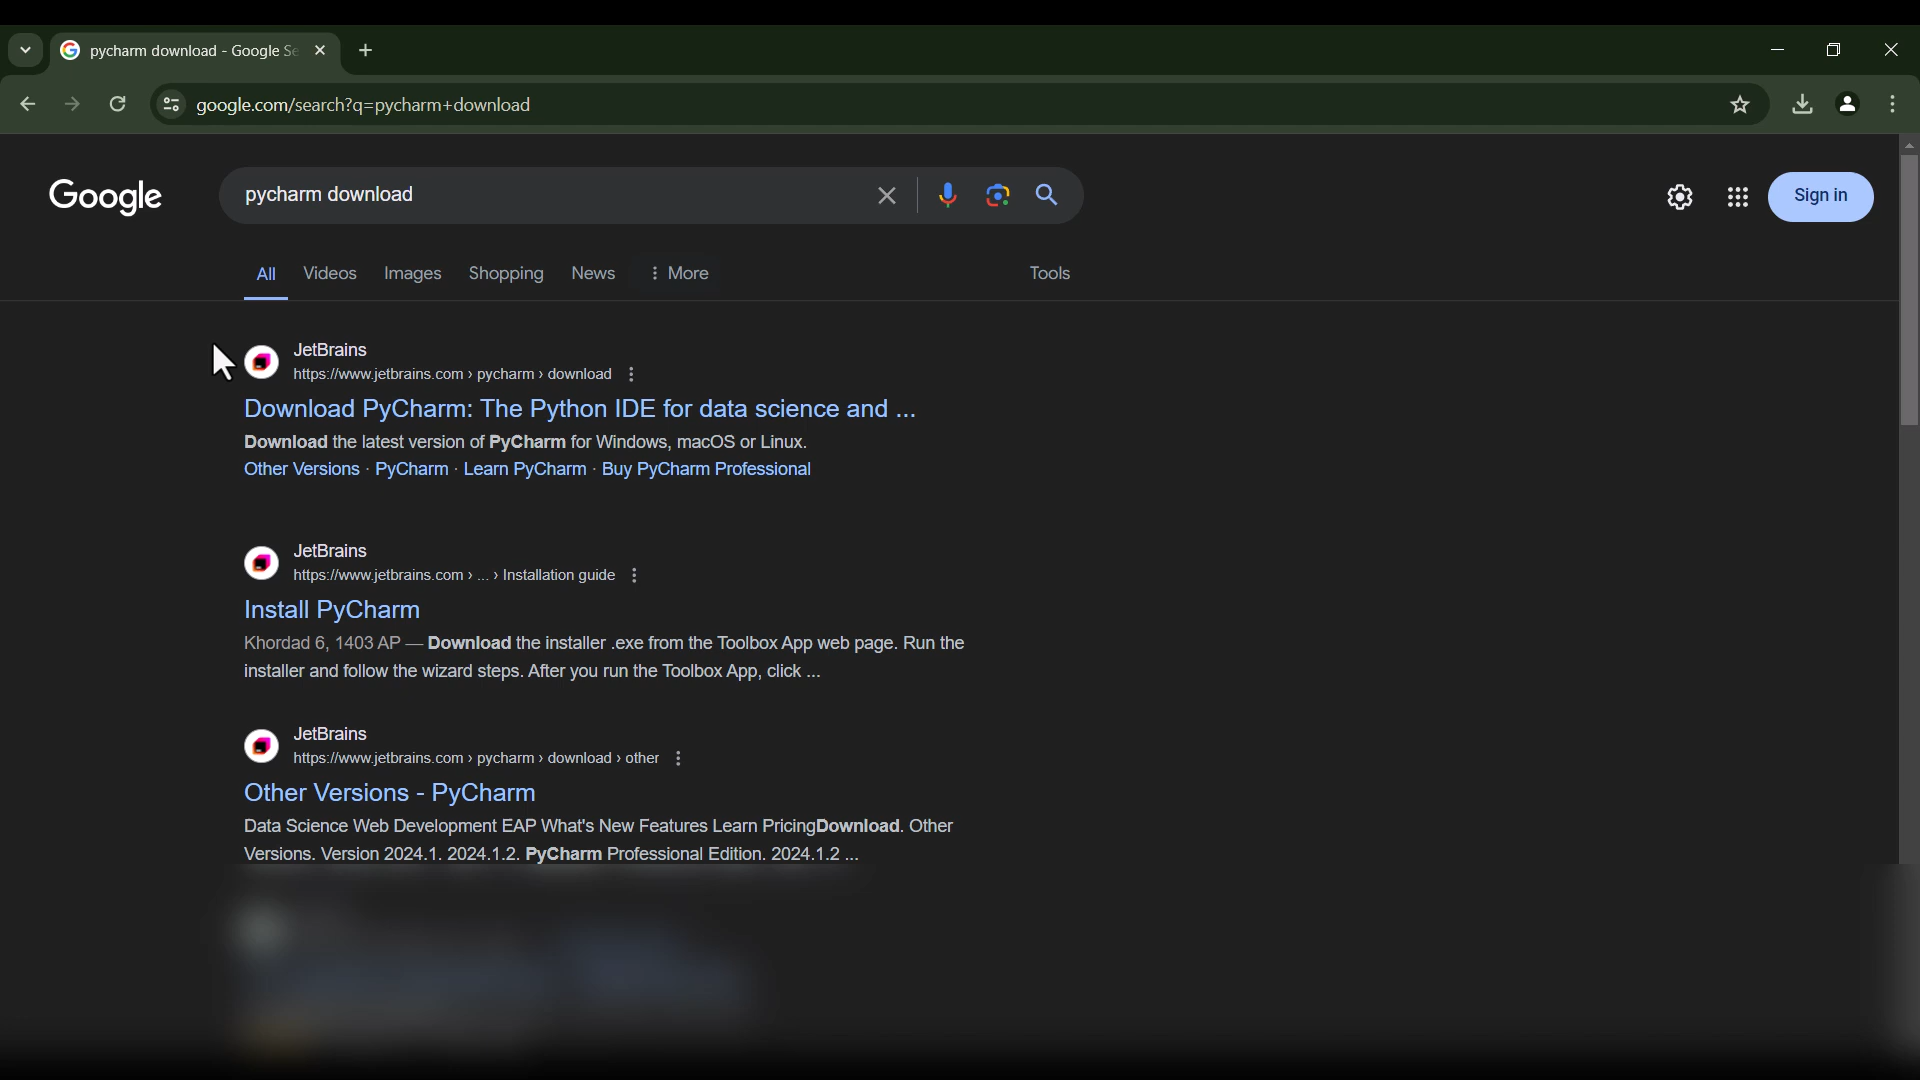 pycharm download - Google Se
google.com/search?q=pycharm+download
Google
pycharm download
Sign in
All Videos Images Shopping News More Tools
JetBrains
https://www.jetbrains.com › pycharm › download
Download PyCharm: The Python IDE for data science and ...
Download the latest version of PyCharm for Windows, macOS or Linux.
Other Versions · PyCharm · Learn PyCharm · Buy PyCharm Professional
JetBrains
https://www.jetbrains.com › ... › Installation guide
Install PyCharm
Khordad 6, 1403 AP — Download the installer .exe from the Toolbox App web page. Run the
installer and follow the wizard steps. After you run the Toolbox App, click ...
JetBrains
https://www.jetbrains.com › pycharm › download › other
Other Versions - PyCharm
Data Science Web Development EAP What's New Features Learn PricingDownload. Other
Versions. Version 2024.1. 2024.1.2. PyCharm Professional Edition. 2024.1.2 ...